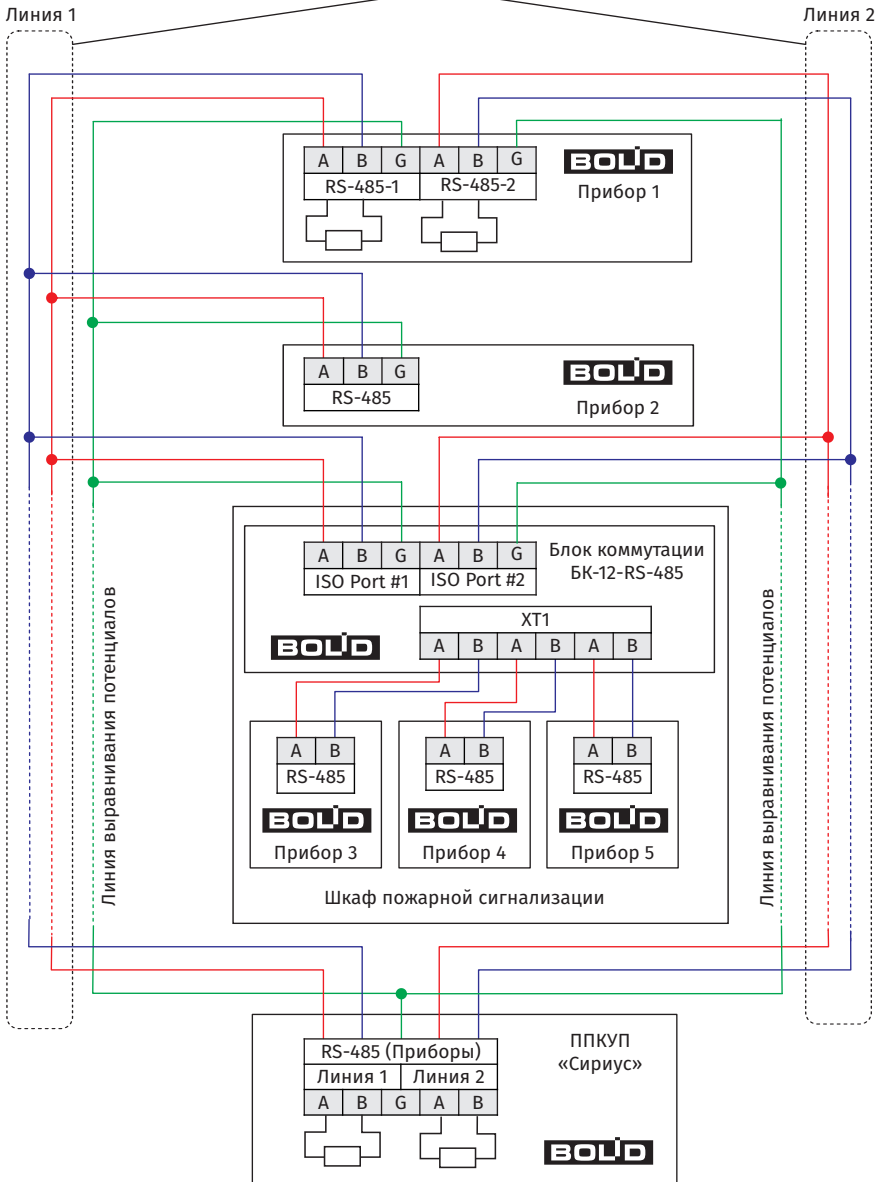 Линия 1
Линия 2
A B G A B G
RS-485-1 RS-485-2
BOLID
Прибор 1
A B G
RS-485
BOLID
Прибор 2
A B G A B G
ISO Port #1 ISO Port #2
Блок коммутации
БК-12-RS-485
XT1
A B A B A B
BOLID
Линия выравнивания потенциалов
Линия выравнивания потенциалов
A B
RS-485
BOLID
Прибор 3
A B
RS-485
BOLID
Прибор 4
A B
RS-485
BOLID
Прибор 5
Шкаф пожарной сигнализации
RS-485 (Приборы)
Линия 1 Линия 2
A B G A B
ППКУП
«Сириус»
BOLID